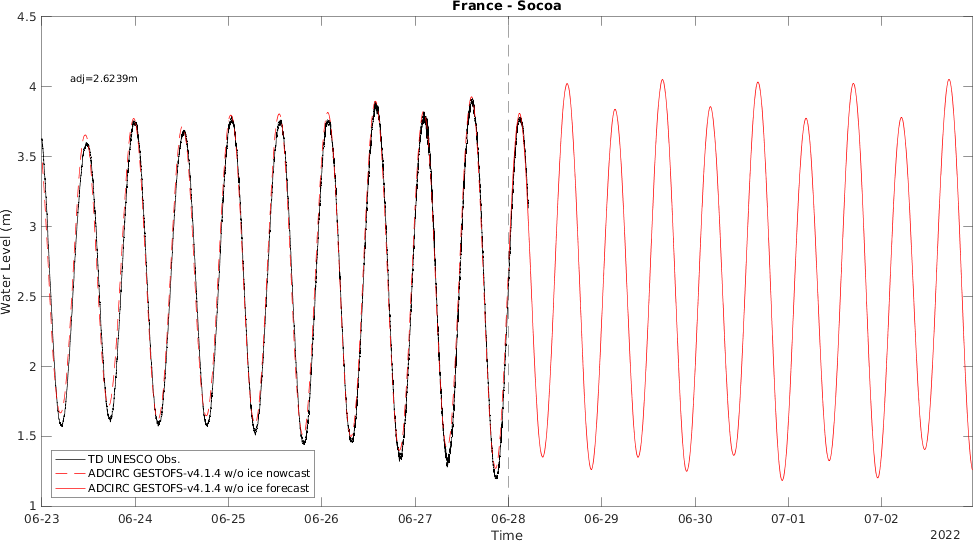 France - Socoa
4.5
4
3.5
3
2.5
2
1.5
1
Water Level (m)
adj=2.6239m
TD UNESCO Obs.
ADCIRC GESTOFS-v4.1.4 w/o ice nowcast
ADCIRC GESTOFS-v4.1.4 w/o ice forecast
06-23 06-24 06-25 06-26 06-27 06-28 06-29 06-30 07-01 07-02
Time
2022